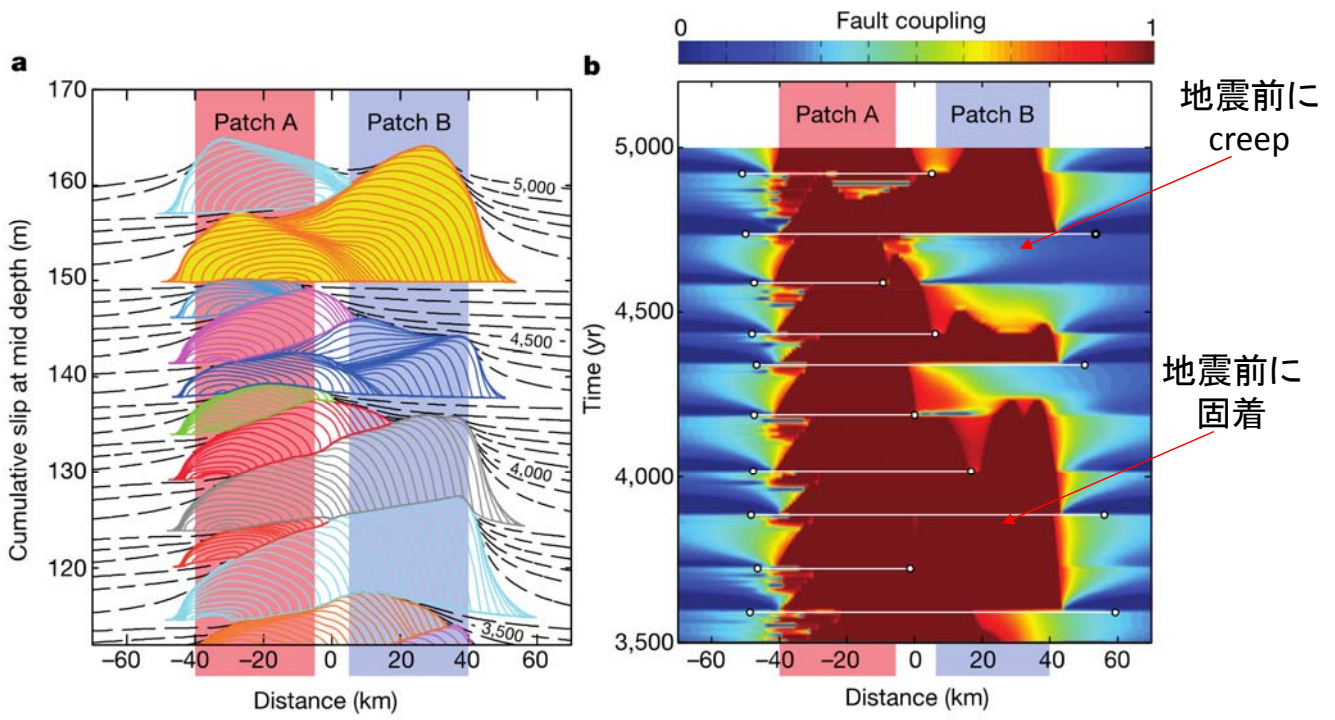 a
Cumulative slip at mid depth (m)
170
160
150
140
130
120
Patch A
Patch B
5,000
4,500
4,000
3,500
–60
–40
–20
0
20
40
60
Distance (km)
Fault coupling
0
1
b
Time (yr)
5,000
4,500
4,000
3,500
Patch A
Patch B
–60
–40
–20
0
20
40
60
Distance (km)
地震前に
creep
地震前に
固着